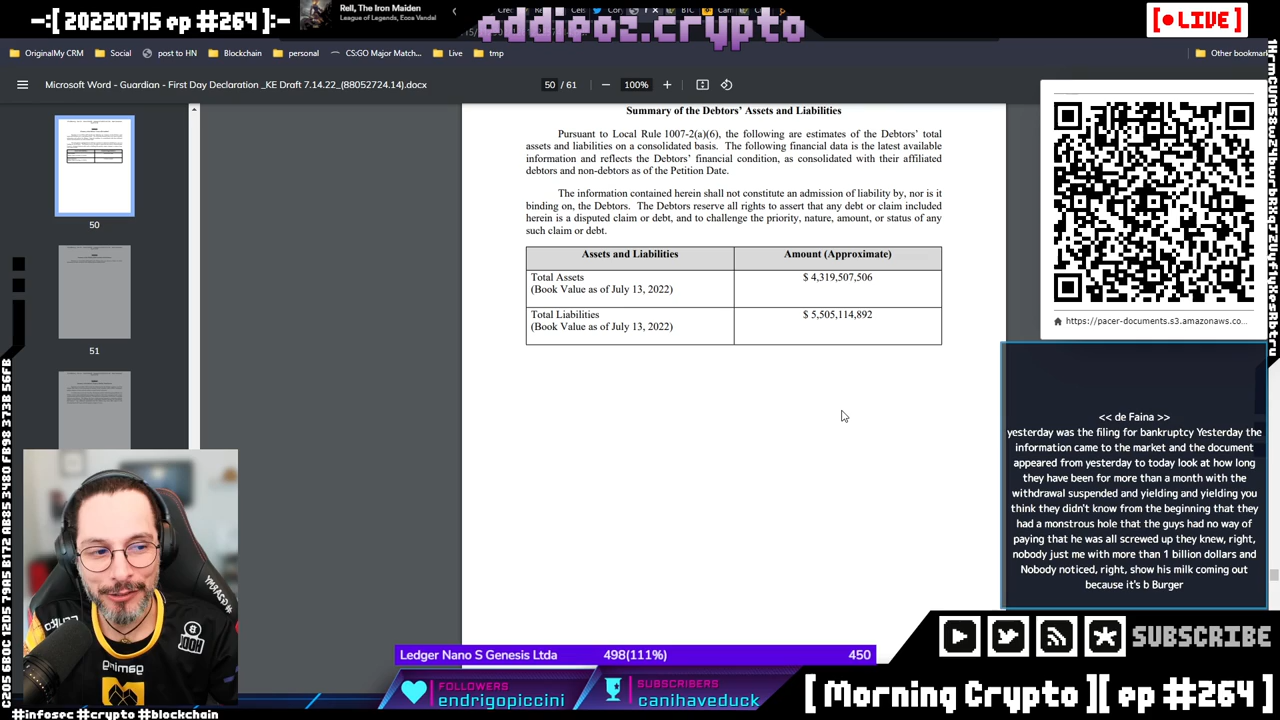 -:[ 20220715 ep #264 ]:-
Rell, The Iron Maiden
League of Legends, Eces Vandal
eddieoz.crypto
[●LIVE]
OriginalMy CRM
Social
post to HN
Blockchain
personal
CS:GO Major Match...
Live
tmp
Other bookmar
Microsoft Word - Guardian - First Day Declaration _KE Draft 7.14.22_(88052724.14).docx
50 / 61
100%
50
51
Summary of the Debtors' Assets and Liabilities
Pursuant to Local Rule 1007-2(a)(6), the following are estimates of the Debtors' total
assets and liabilities on a consolidated basis. The following financial data is the latest available
information and reflects the Debtors' financial condition, as consolidated with their affiliated
debtors and non-debtors as of the Petition Date.
The information contained herein shall not constitute an admission of liability by, nor is it
binding on, the Debtors. The Debtors reserve all rights to assert that any debt or claim included
herein is a disputed claim or debt, and to challenge the priority, nature, amount, or status of any
such claim or debt.
Assets and Liabilities
Amount (Approximate)
Total Assets
(Book Value as of July 13, 2022)
$ 4,319,507,506
Total Liabilities
(Book Value as of July 13, 2022)
$ 5,505,114,892
https://pacer-documents.s3.amazonaws.co...
<< de Faina >>
yesterday was the filing for bankruptcy Yesterday the
information came to the market and the document
appeared from yesterday to today look at how long
they have been for more than a month with the
withdrawal suspended and yielding and yielding you
think they didn't know from the beginning that they
had a monstrous hole that the guys had no way of
paying that he was all screwed up they knew, right,
nobody just me with more than 1 billion dollars and
Nobody noticed, right, show his milk coming out
because it's b Burger
SUBSCRIBE
Ledger Nano S Genesis Ltda
498(111%)
450
FOLLOWERS
endrigopiccini
SUBSCRIBERS
canihaveduck
[ Morning Crypto ][ ep #264 ]
#infosec #crypto #blockchain